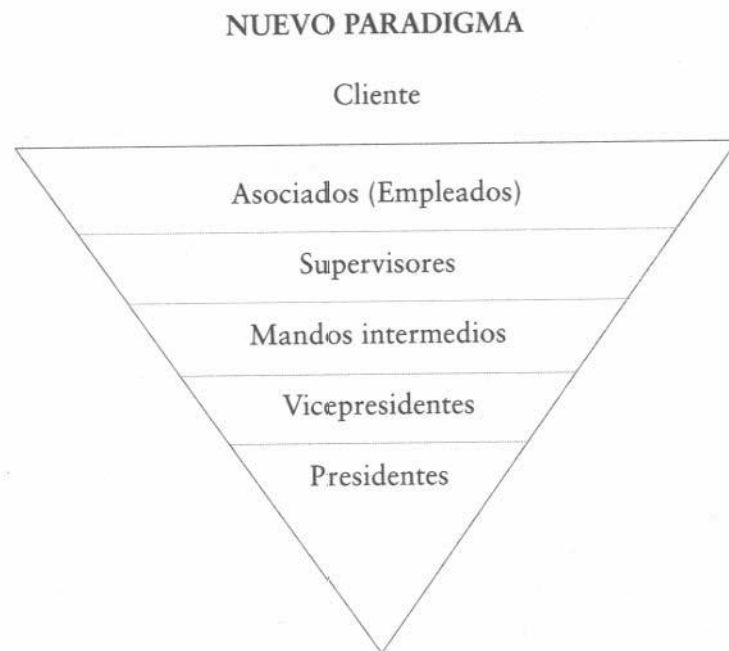 NUEVO PARADIGMA
Cliente
Asociados (Empleados)
Supervisores
Mandos intermedios
Vicepresidentes
Presidentes